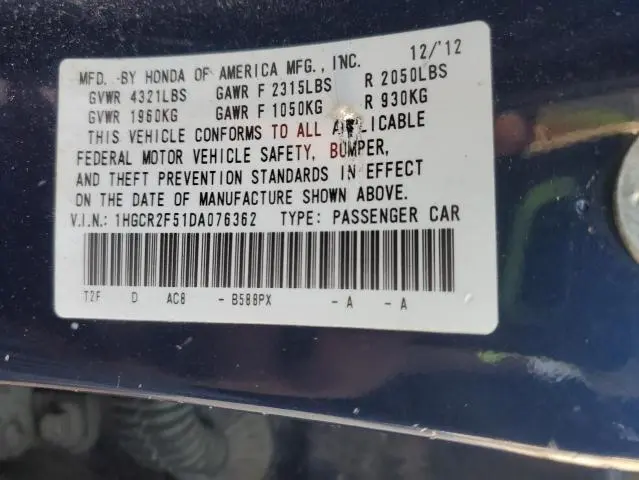 MFD. BY HONDA OF AMERICA MFG., INC. 12/'12
GVWR 4321LBS GAWR F 2315LBS R 2050LBS
GVWR 1960KG GAWR F 1050KG R 930KG
THIS VEHICLE CONFORMS TO ALL APPLICABLE
FEDERAL MOTOR VEHICLE SAFETY, BUMPER,
AND THEFT PREVENTION STANDARDS IN EFFECT
ON THE DATE OF MANUFACTURE SHOWN ABOVE.
V.I.N.: 1HGCR2F51DA076362 TYPE: PASSENGER CAR
T2F D AC8 - B588PX - A - A